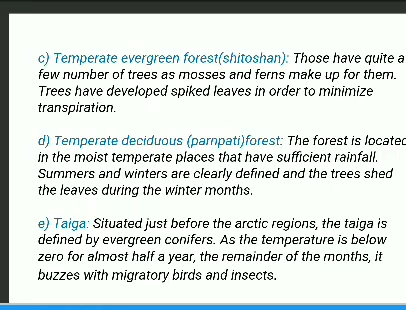 c) Temperate evergreen forest(shitoshan): Those have quite a
few number of trees as mosses and ferns make up for them.
Trees have developed spiked leaves in order to minimize
transpiration.
d) Temperate deciduous (parnpati)forest: The forest is located
in the moist temperate places that have sufficient rainfall.
Summers and winters are clearly defined and the trees shed
the leaves during the winter months.
e) Taiga: Situated just before the arctic regions, the taiga is
defined by evergreen conifers. As the temperature is below
zero for almost half a year, the remainder of the months, it
buzzes with migratory birds and insects.